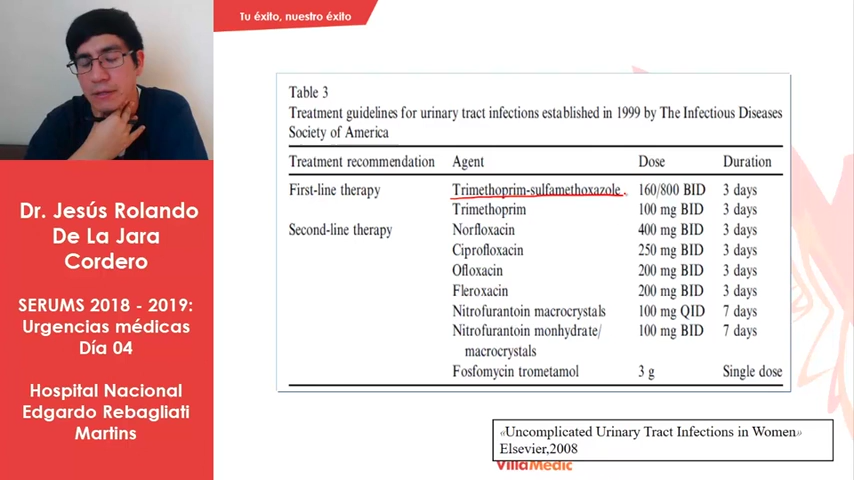 Tu éxito, nuestro éxito
Dr. Jesús Rolando
De La Jara
Cordero
SERUMS 2018 - 2019:
Urgencias médicas
Día 04
Hospital Nacional
Edgardo Rebagliati
Martins
Table 3
Treatment guidelines for urinary tract infections established in 1999 by The Infectious Diseases
Society of America
Treatment recommendation Agent Dose Duration
First-line therapy Trimethoprim-sulfamethoxazole 160/800 BID 3 days
Trimethoprim 100 mg BID 3 days
Second-line therapy Norfloxacin 400 mg BID 3 days
Ciprofloxacin 250 mg BID 3 days
Ofloxacin 200 mg BID 3 days
Fleroxacin 200 mg BID 3 days
Nitrofurantoin macrocrystals 100 mg QID 7 days
Nitrofurantoin monhydrate/ 100 mg BID 7 days
macrocrystals
Fosfomycin trometamol 3 g Single dose
«Uncomplicated Urinary Tract Infections in Women»
Elsevier,2008
VillaMedic